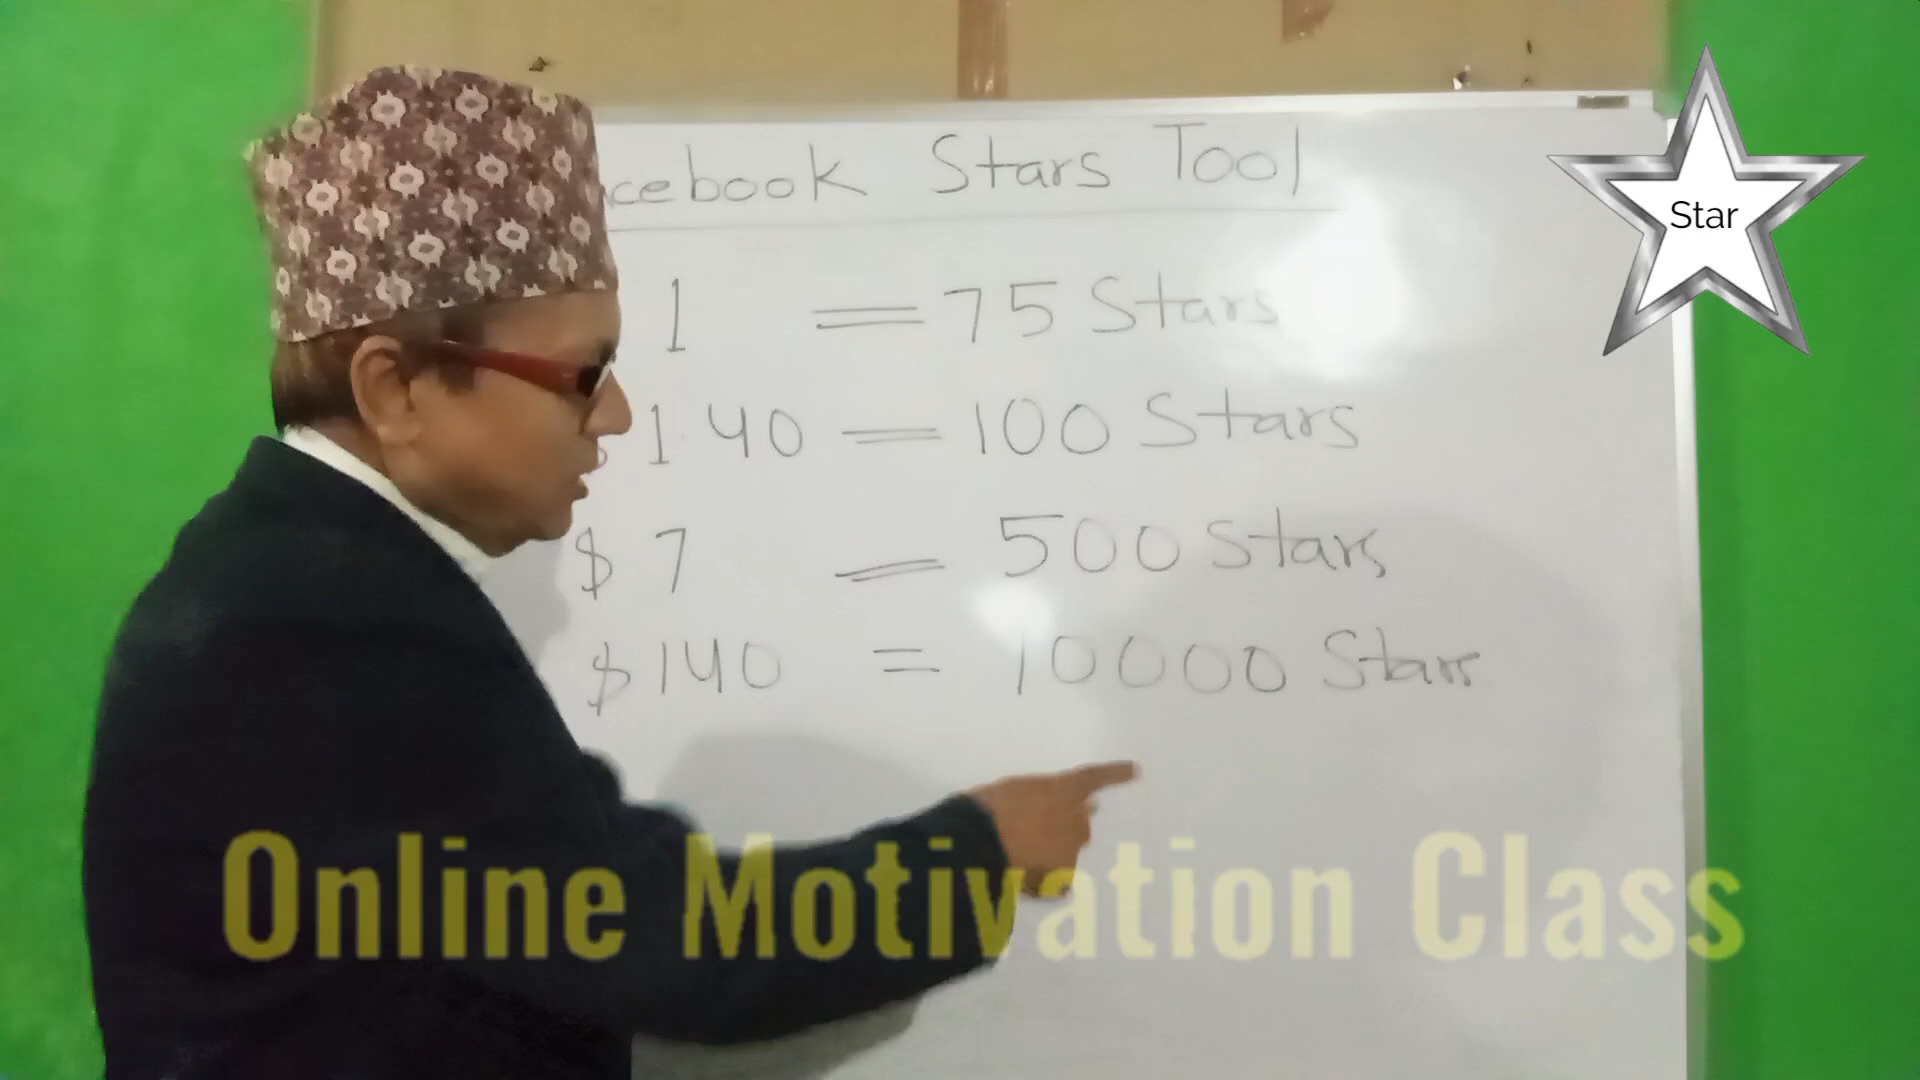 cebook Stars Tool
Star
1 = 75 Stars
$1.40 = 100 Stars
$7 = 500 Stars
$140 = 10000 Stars
Online Motivation Class